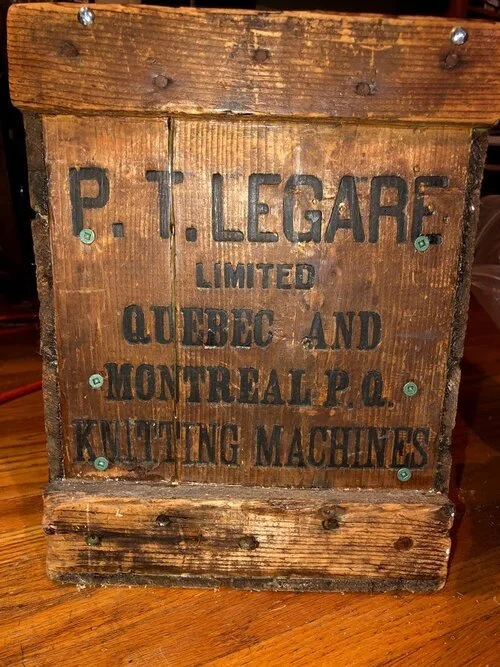 P. T. LEGARE
LIMITED
QUEBEC AND
MONTREAL P.Q.
KNITTING MACHINES